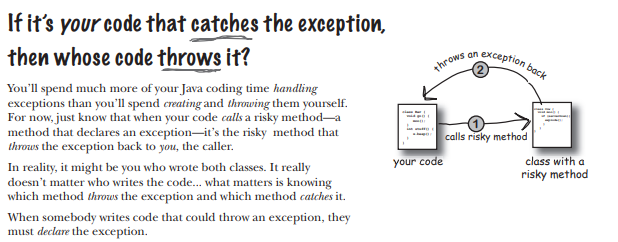 If it's your code that catches the exception,
then whose code throws it?
You'll spend much more of your Java coding time handling
exceptions than you'll spend creating and throwing them yourself.
For now, just know that when your code calls a risky method—a
method that declares an exception—it's the risky method that
throws the exception back to you, the caller.
In reality, it might be you who wrote both classes. It really
doesn't matter who writes the code... what matters is knowing
which method throws the exception and which method catches it.
When somebody writes code that could throw an exception, they
must declare the exception.
throws an exception back
2
1
calls risky method
your code
class with a
risky method